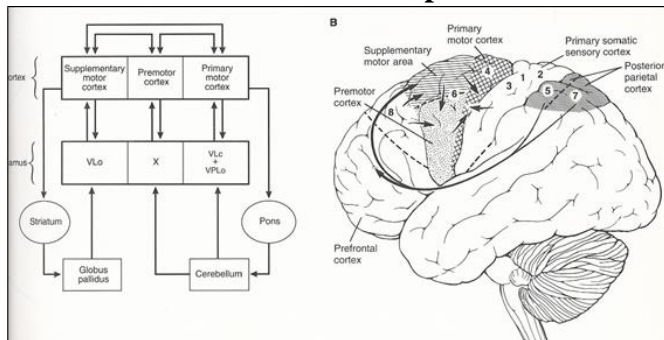 ortex
Supplementary
motor
cortex
Premotor
cortex
Primary
motor
cortex
amus
VLo
X
VLc
+
VPLo
Striatum
Pons
Globus
pallidus
Cerebellum
B
Primary
motor cortex
Supplementary
motor area
Primary somatic
sensory cortex
Premotor
cortex
Posterior
parietal
cortex
4
1
2
3
5
7
6
8
Prefrontal
cortex